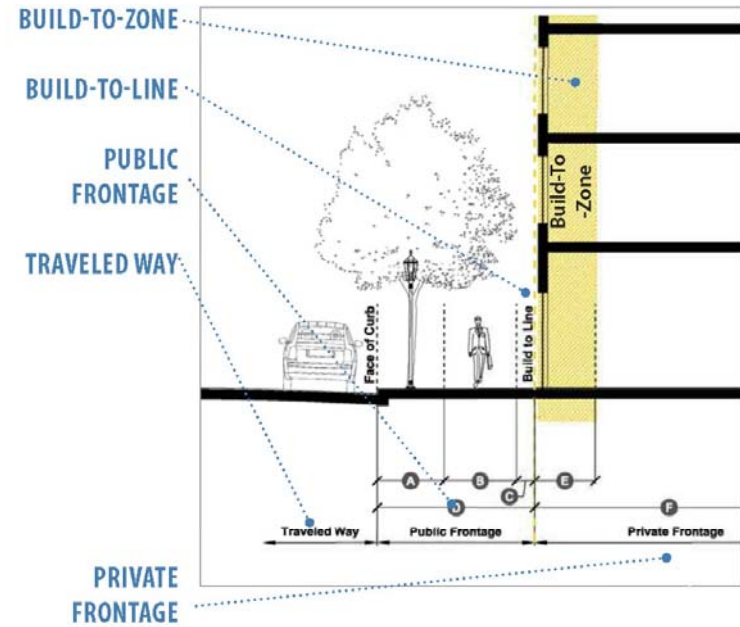 BUILD-TO-ZONE
BUILD-TO-LINE
PUBLIC
FRONTAGE
TRAVELED WAY
Build-To
-Zone
Face of Curb
Build to Line
A
B
C
E
D
F
Traveled Way
Public Frontage
Private Frontage
PRIVATE
FRONTAGE